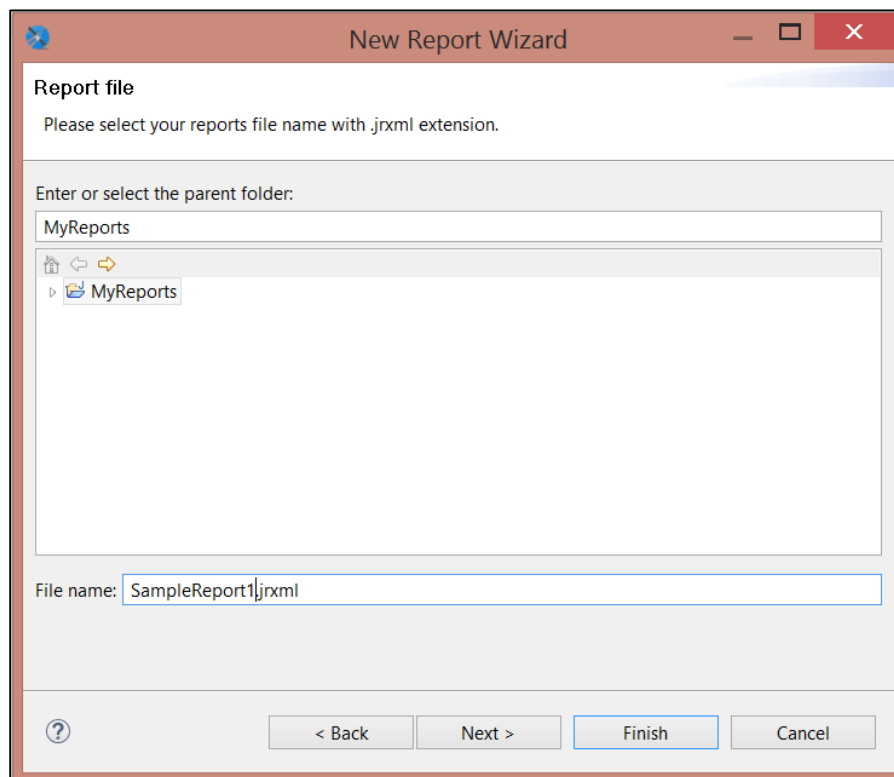 New Report Wizard
Report file
Please select your reports file name with .jrxml extension.
Enter or select the parent folder:
MyReports
MyReports
File name: SampleReport1.jrxml
? < Back Next > Finish Cancel